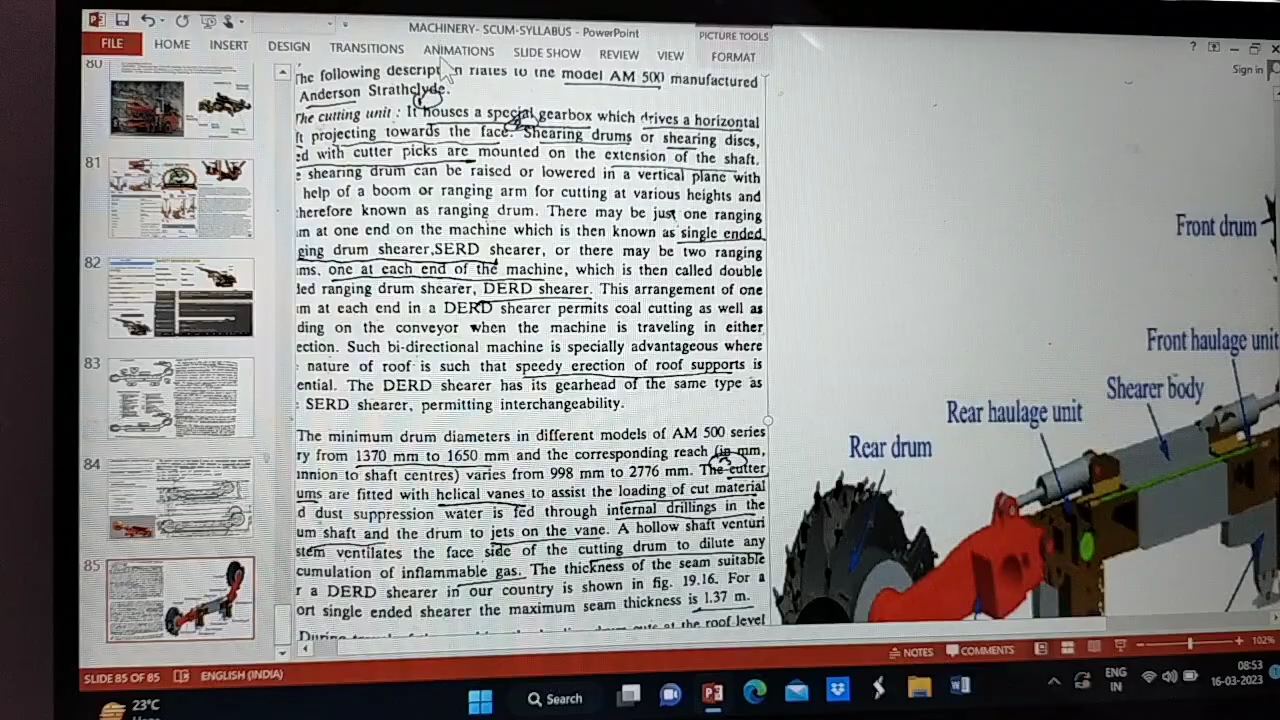 MACHINERY- SCUM-SYLLABUS - PowerPoint
PICTURE TOOLS
FILE
HOME
INSERT
DESIGN
TRANSITIONS
ANIMATIONS
SLIDE SHOW
REVIEW
VIEW
FORMAT
Sign in
80
81
82
83
84
85
The following descript n rlates to the model AM 500 manufactured
Anderson Strathclyde.
The cutting unit : It houses a special gearbox which drives a horizontal
ft projecting towards the face. Shearing drums or shearing discs,
ed with cutter picks are mounted on the extension of the shaft.
e shearing drum can be raised or lowered in a vertical plane with
help of a boom or ranging arm for cutting at various heights and
herefore known as ranging drum. There may be just one ranging
um at one end on the machine which is then known as single ended
ging drum shearer,SERD shearer, or there may be two ranging
ums, one at each end of the machine, which is then called double
ded ranging drum shearer, DERD shearer. This arrangement of one
um at each end in a DERD shearer permits coal cutting as well as
ding on the conveyor when the machine is traveling in either
ection. Such bi-directional machine is specially advantageous where
nature of roof is such that speedy erection of roof supports is
ential. The DERD shearer has its gearhead of the same type as
SERD shearer, permitting interchangeability.
The minimum drum diameters in different models of AM 500 series
ry from 1370 mm to 1650 mm and the corresponding reach (in mm,
nnion to shaft centres) varies from 998 mm to 2776 mm. The cutter
ums are fitted with helical vanes to assist the loading of cut material
d dust suppression water is fed through internal drillings in the
um shaft and the drum to jets on the vane. A hollow shaft venturi
stem ventilates the face side of the cutting drum to dilute any
cumulation of inflammable gas. The thickness of the seam suitable
r a DERD shearer in our country is shown in fig. 19.16. For a
ort single ended shearer the maximum seam thickness is 1.37 m.
at the roof level
Front drum
Front haulage unit
Shearer body
Rear haulage unit
Rear drum
SLIDE 85 OF 85
ENGLISH (INDIA)
NOTES
COMMENTS
102%
23°C
Search
ENG
IN
08:53
16-03-2023